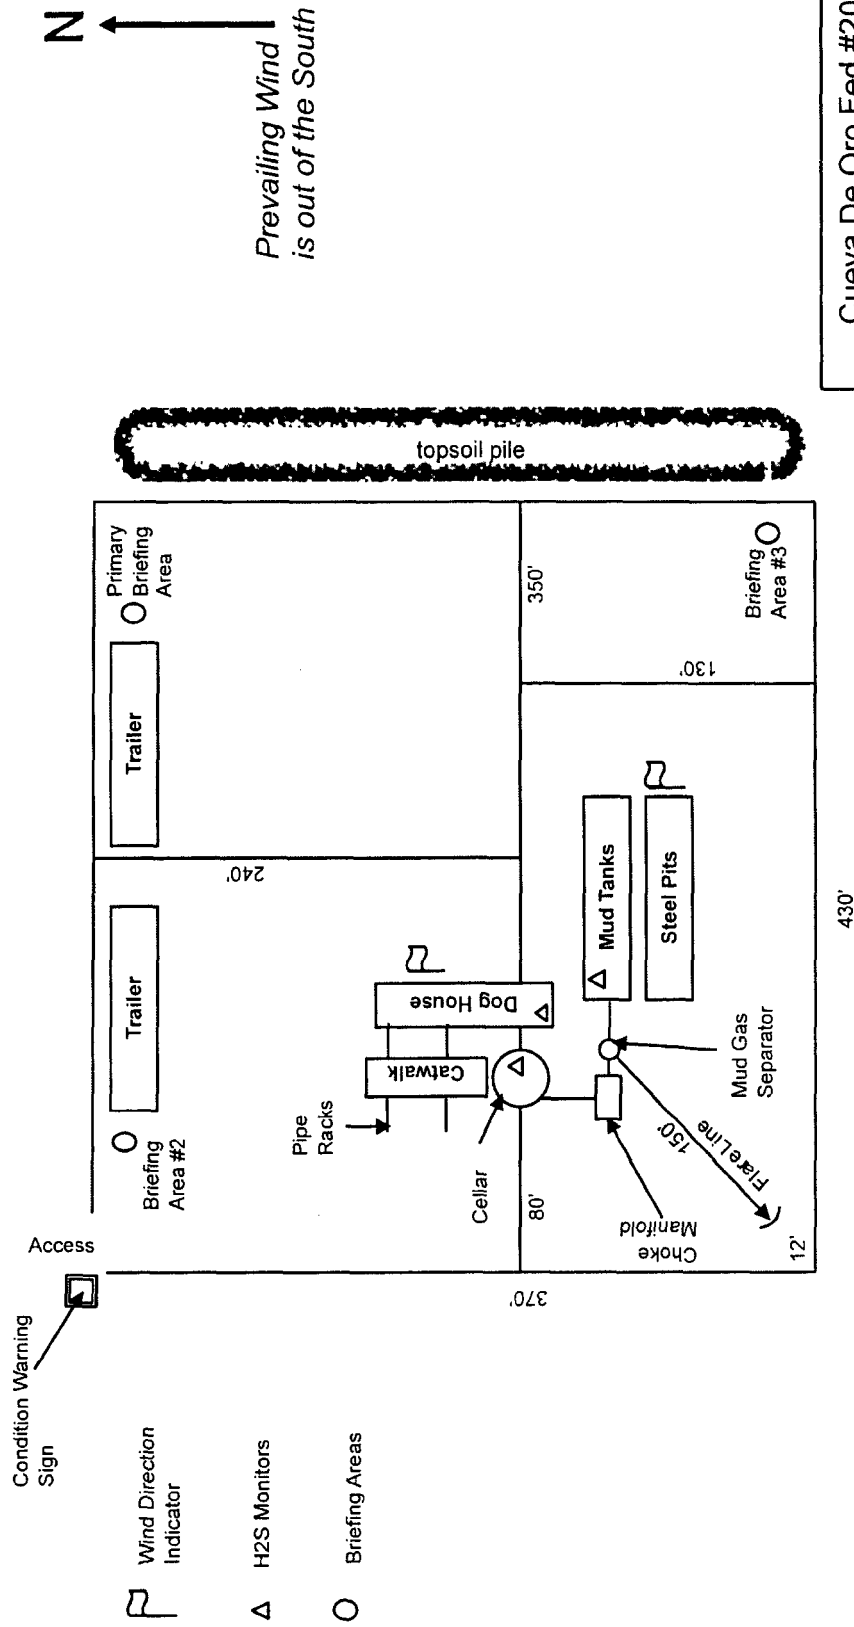 Condition Warning
Sign
Access
Wind Direction
Indicator
H2S Monitors
Briefing Areas
Briefing
Area #2
Trailer
Trailer
Primary
Briefing
Area
240'
Pipe
Racks
Catwalk
Dog House
Cellar
80'
350'
370'
Choke
Manifold
150'
Flare Line
12'
Mud Gas
Separator
Mud Tanks
Steel Pits
130'
Briefing
Area #3
430'
topsoil pile
N
Prevailing Wind
is out of the South
Cueva De Oro Fed #20